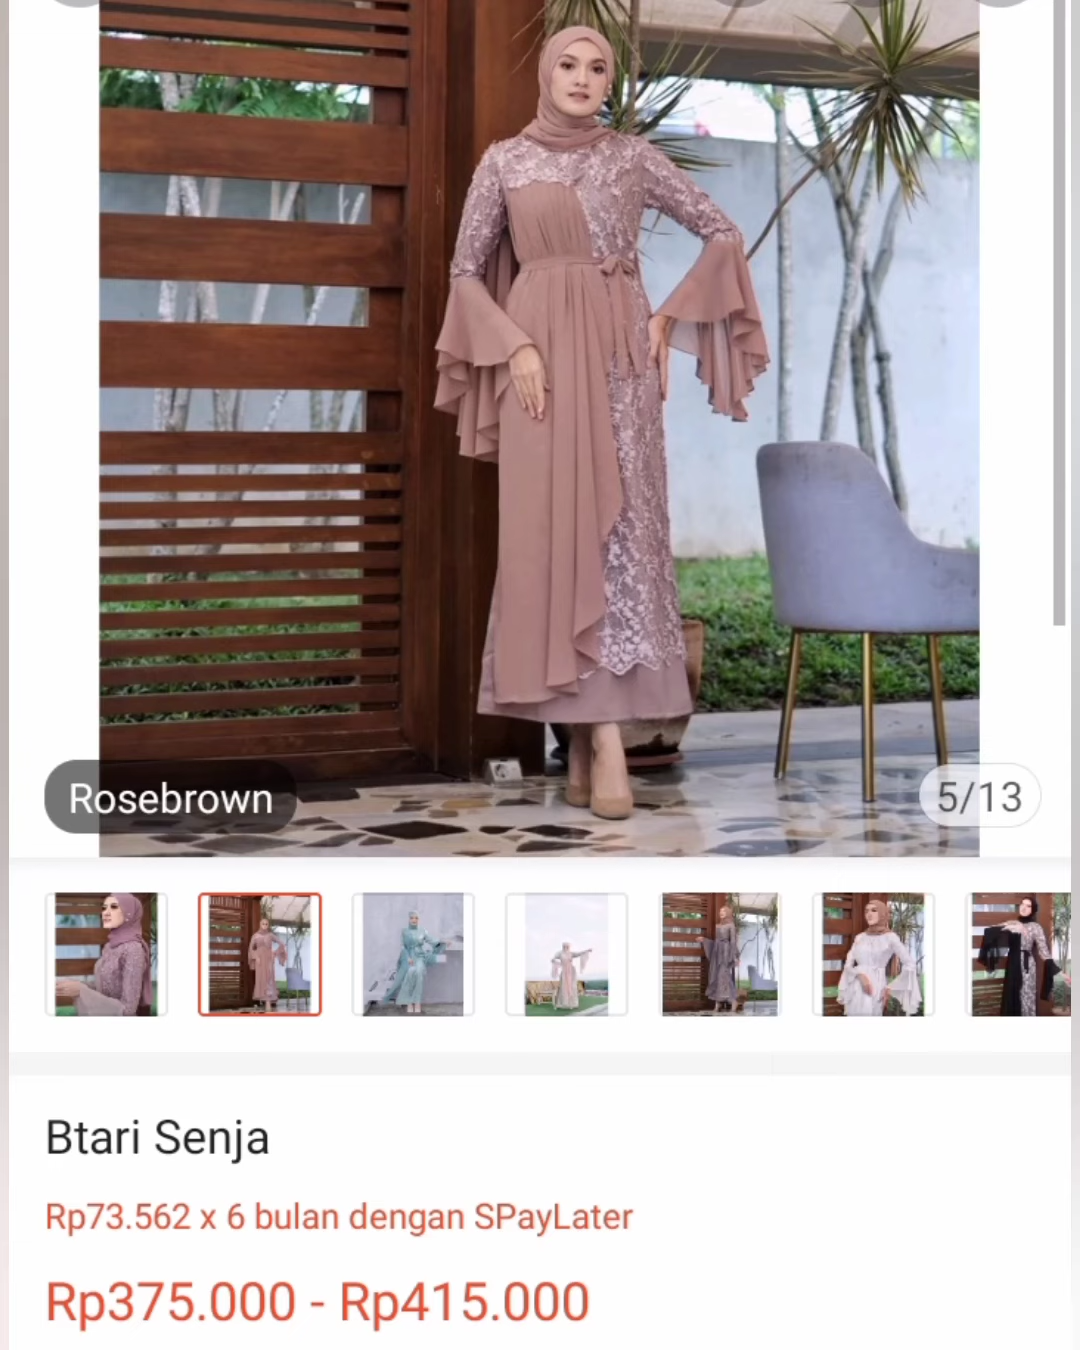 Rosebrown
5/13
Btari Senja
Rp73.562 x 6 bulan dengan SPayLater
Rp375.000 - Rp415.000